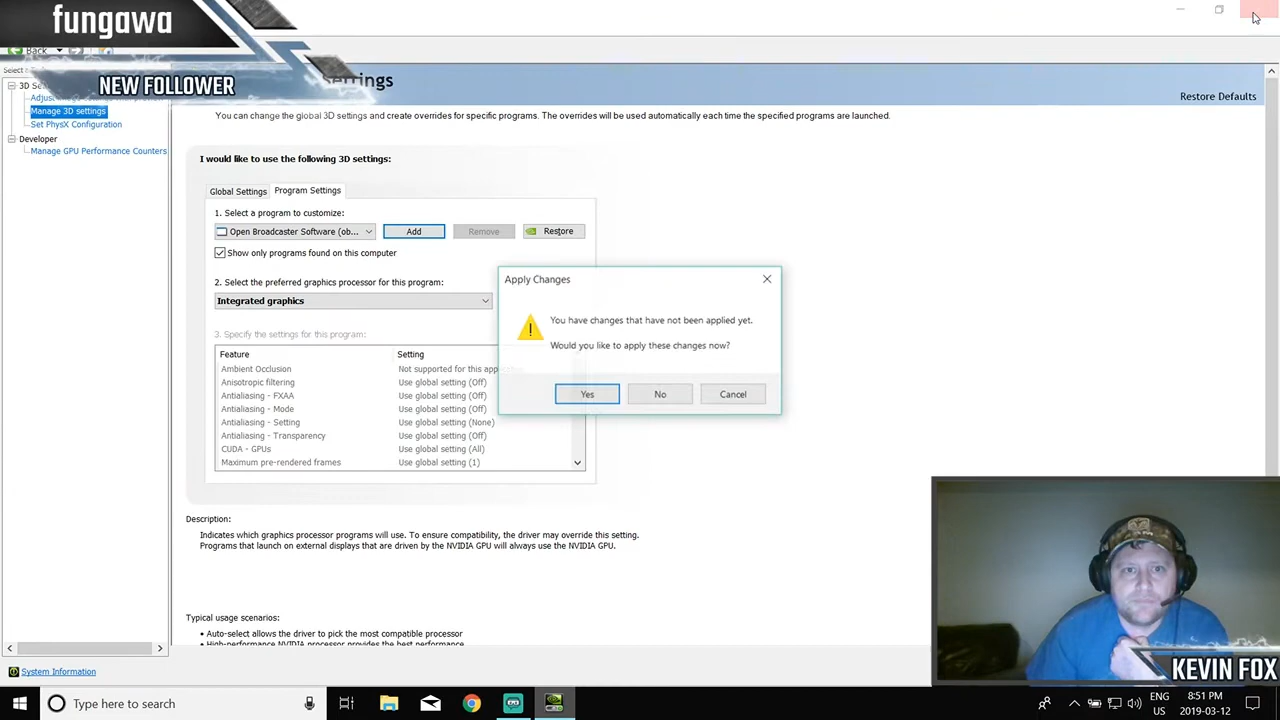 fungawa
NEW FOLLOWER
Back
Select
Settings
Restore Defaults
3D Se
Manage 3D settings
Set PhysX Configuration
Developer
Manage GPU Performance Counters
You can change the global 3D settings and create overrides for specific programs. The overrides will be used automatically each time the specified programs are launched.
I would like to use the following 3D settings:
Global Settings
Program Settings
1. Select a program to customize:
Open Broadcaster Software (ob...
Add
Remove
Restore
Show only programs found on this computer
2. Select the preferred graphics processor for this program:
Integrated graphics
3. Specify the settings for this program:
Feature Setting
Ambient Occlusion Not supported for this application
Anisotropic filtering Use global setting (Off)
Antialiasing - FXAA Use global setting (Off)
Antialiasing - Mode Use global setting (Off)
Antialiasing - Setting Use global setting (None)
Antialiasing - Transparency Use global setting (Off)
CUDA - GPUs Use global setting (All)
Maximum pre-rendered frames Use global setting (1)
Apply Changes
You have changes that have not been applied yet.
Would you like to apply these changes now?
Yes
No
Cancel
Description:
Indicates which graphics processor programs will use. To ensure compatibility, the driver may override this setting.
Programs that launch on external displays that are driven by the NVIDIA GPU will always use the NVIDIA GPU.
Typical usage scenarios:
• Auto-select allows the driver to pick the most compatible processor
• High-performance NVIDIA processor provides the best performance
System Information
KEVIN FOX
Type here to search
ENG
US
8:51 PM
2019-03-12